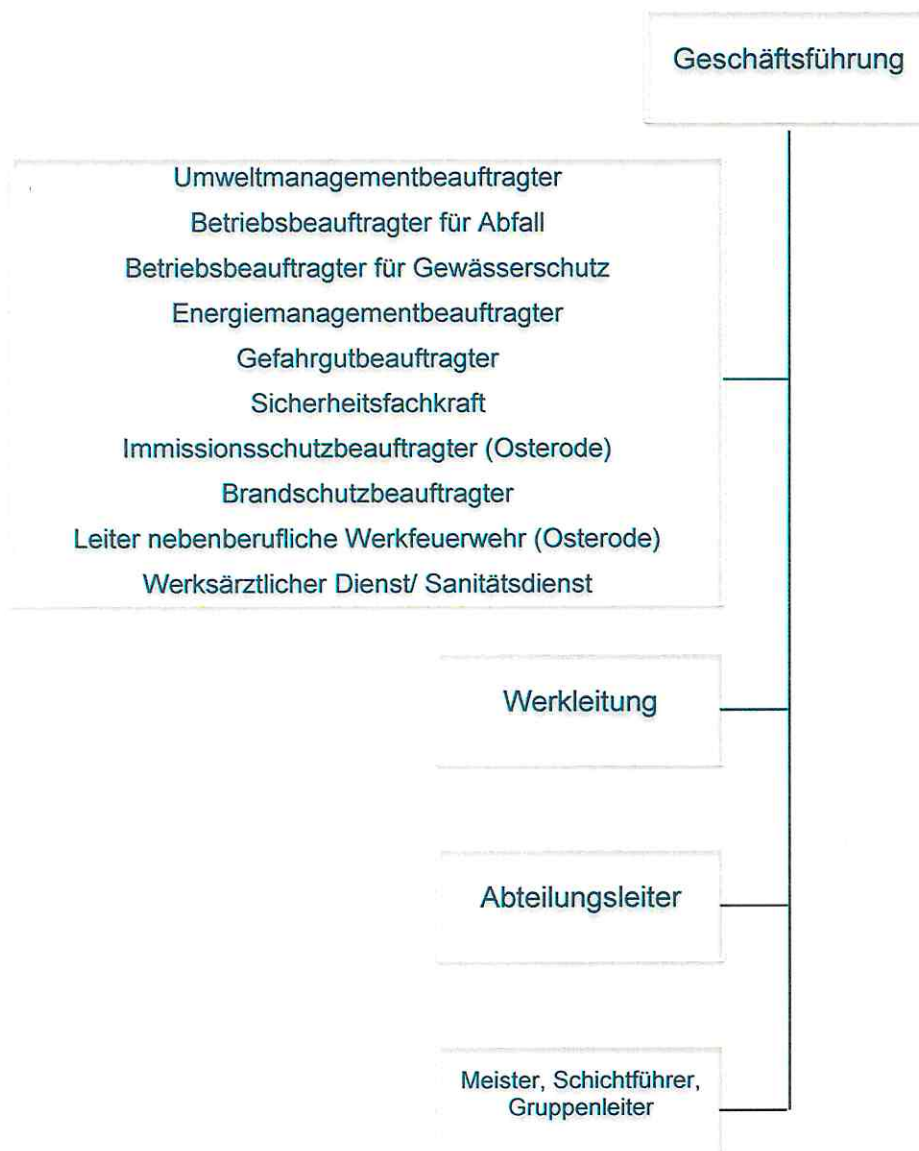 Geschäftsführung
Umweltmanagementbeauftragter
Betriebsbeauftragter für Abfall
Betriebsbeauftragter für Gewässerschutz
Energiemanagementbeauftragter
Gefahrgutbeauftragter
Sicherheitsfachkraft
Immissionsschutzbeauftragter (Osterode)
Brandschutzbeauftragter
Leiter nebenberufliche Werkfeuerwehr (Osterode)
Werksärztlicher Dienst/ Sanitätsdienst
Werkleitung
Abteilungsleiter
Meister, Schichtführer,
Gruppenleiter